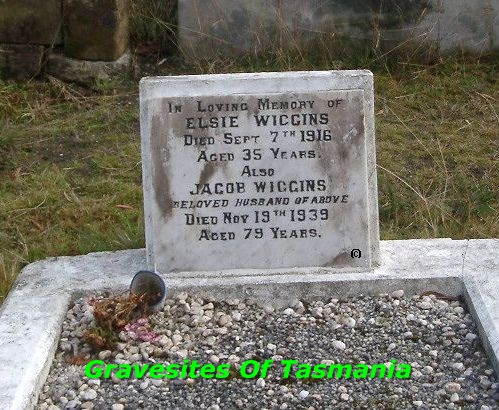 In Loving Memory of
ELSIE WIGGINS
Died Sept 7TH 1916
Aged 35 Years.
Also
JACOB WIGGINS
BELOVED HUSBAND OF ABOVE
Died Nov 19TH 1939
Aged 79 Years.
Gravesites Of Tasmania